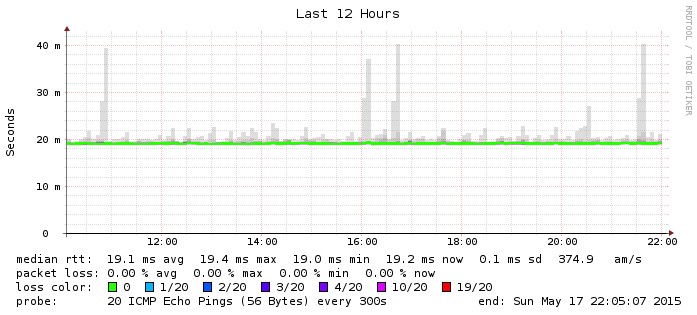 Last 12 Hours
RRDTOOL / TOBI OETIKER
Seconds
40 m
30 m
20 m
10 m
0
12:00 14:00 16:00 18:00 20:00 22:00
median rtt: 19.1 ms avg 19.4 ms max 19.0 ms min 19.2 ms now 0.1 ms sd 374.9 am/s
packet loss: 0.00 % avg 0.00 % max 0.00 % min 0.00 % now
loss color: 0 1/20 2/20 3/20 4/20 10/20 19/20
probe: 20 ICMP Echo Pings (56 Bytes) every 300s end: Sun May 17 22:05:07 2015